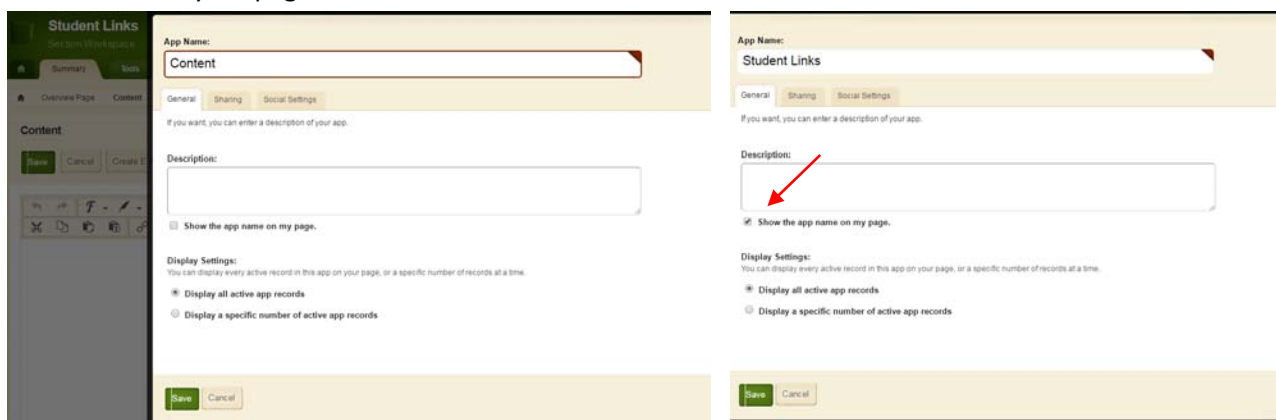 Student Links
Section Workspace
Summary
Tools
Overview Page
Content
Content
Save
Cancel
Create
App Name:
Content
General
Sharing
Social Settings
If you want, you can enter a description of your app.
Description:
Show the app name on my page.
Display Settings:
You can display every active record in this app on your page, or a specific number of records at a time.
Display all active app records
Display a specific number of active app records
Save
Cancel
App Name:
Student Links
General
Sharing
Social Settings
If you want, you can enter a description of your app.
Description:
Show the app name on my page.
Display Settings:
You can display every active record in this app on your page, or a specific number of records at a time.
Display all active app records
Display a specific number of active app records
Save
Cancel